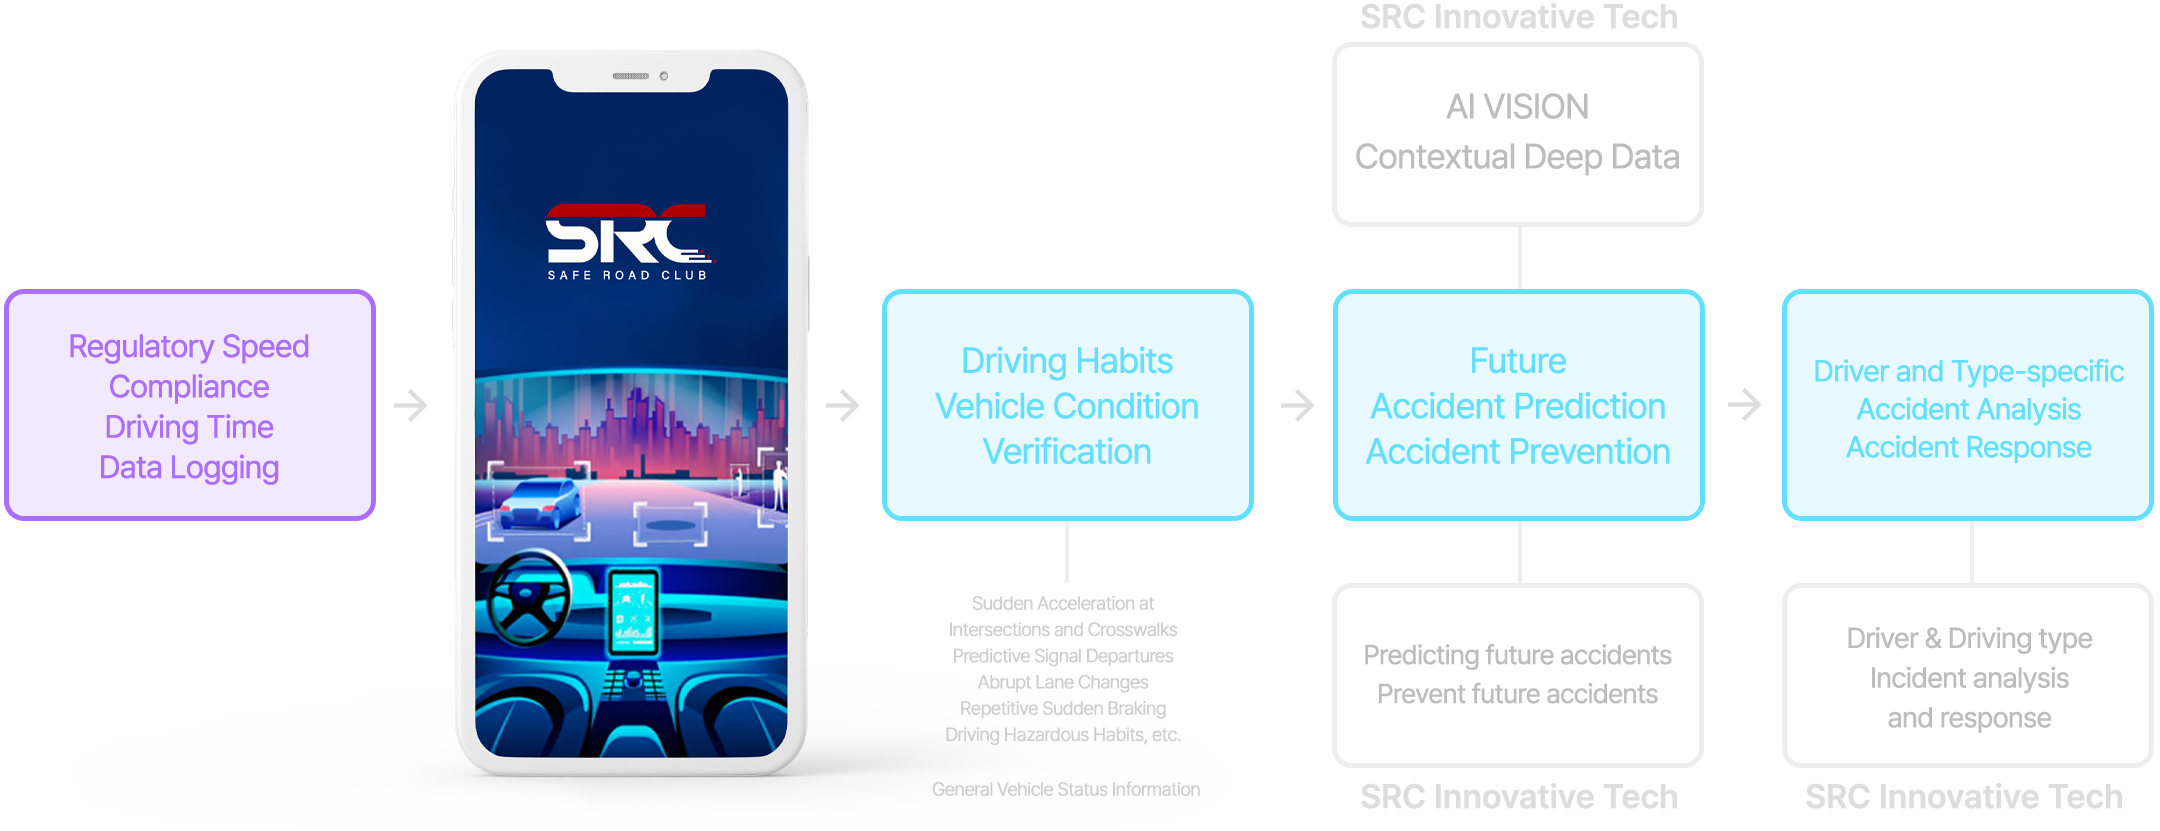 SRC Innovative Tech
AI VISION
Contextual Deep Data
SRC
SAFE ROAD CLUB
Regulatory Speed
Compliance
Driving Time
Data Logging
Driving Habits
Vehicle Condition
Verification
Future
Accident Prediction
Accident Prevention
Driver and Type-specific
Accident Analysis
Accident Response
Sudden Acceleration at
Intersections and Crosswalks
Predictive Signal Departures
Abrupt Lane Changes
Repetitive Sudden Braking
Driving Hazardous Habits, etc.
General Vehicle Status Information
Predicting future accidents
Prevent future accidents
SRC Innovative Tech
Driver & Driving type
Incident analysis
and response
SRC Innovative Tech